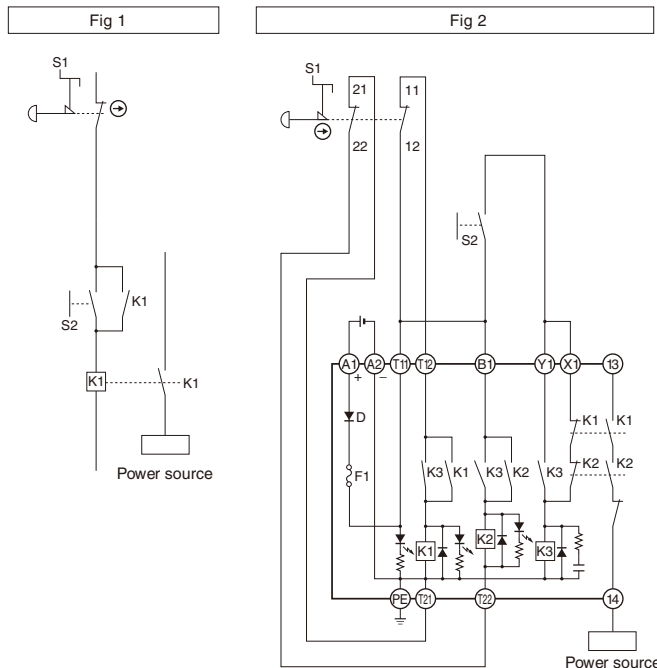 Fig 1
Fig 2
S1
S2
K1
K1
K1
Power source
S1
21
11
22
12
S2
A1
A2
T11
T12
B1
Y1
X1
13
+
−
D
F1
K3
K1
K3
K2
K3
K1
K1
K2
K2
K1
K2
K3
PE
T21
T22
14
Power source